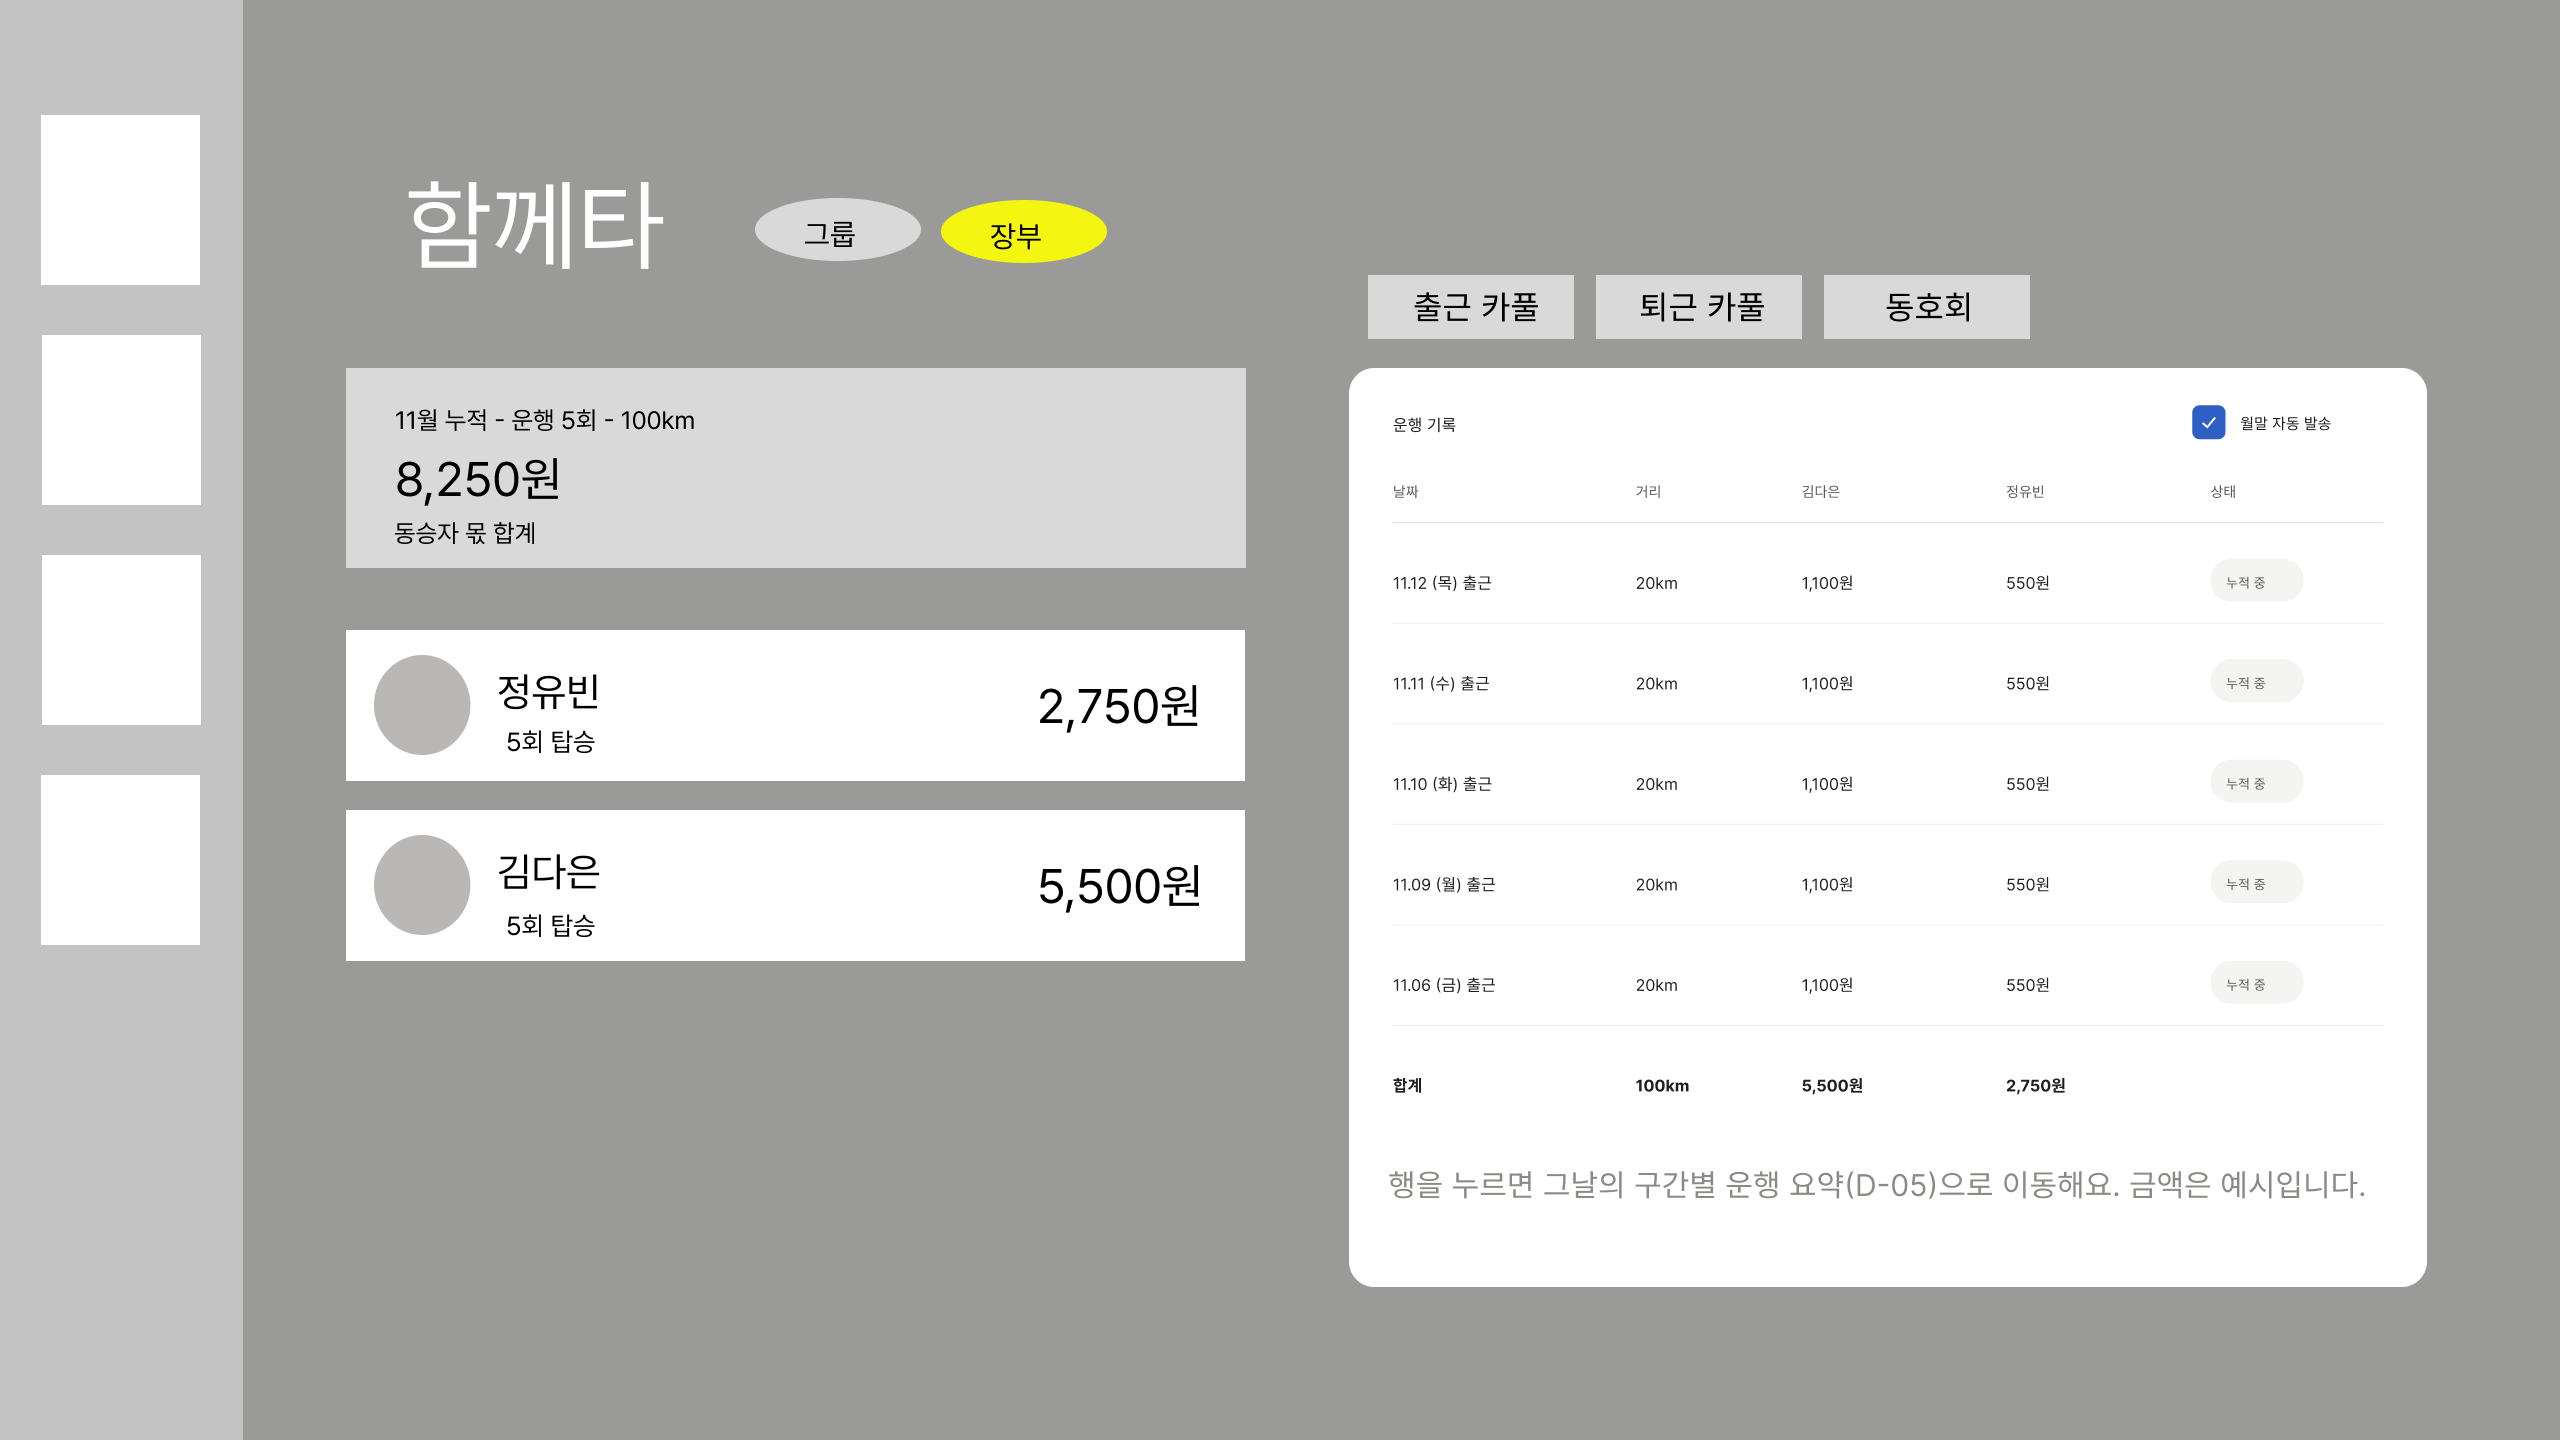 함께타
그룹
장부
출근 카풀
퇴근 카풀
동호회
11월 누적 - 운행 5회 - 100km
8,250원
동승자 몫 합계
정유빈
5회 탑승
2,750원
김다은
5회 탑승
5,500원
운행 기록
월말 자동 발송
날짜 거리 김다은 정유빈 상태
11.12 (목) 출근 20km 1,100원 550원 누적 중
11.11 (수) 출근 20km 1,100원 550원 누적 중
11.10 (화) 출근 20km 1,100원 550원 누적 중
11.09 (월) 출근 20km 1,100원 550원 누적 중
11.06 (금) 출근 20km 1,100원 550원 누적 중
합계 100km 5,500원 2,750원
행을 누르면 그날의 구간별 운행 요약(D-05)으로 이동해요. 금액은 예시입니다.